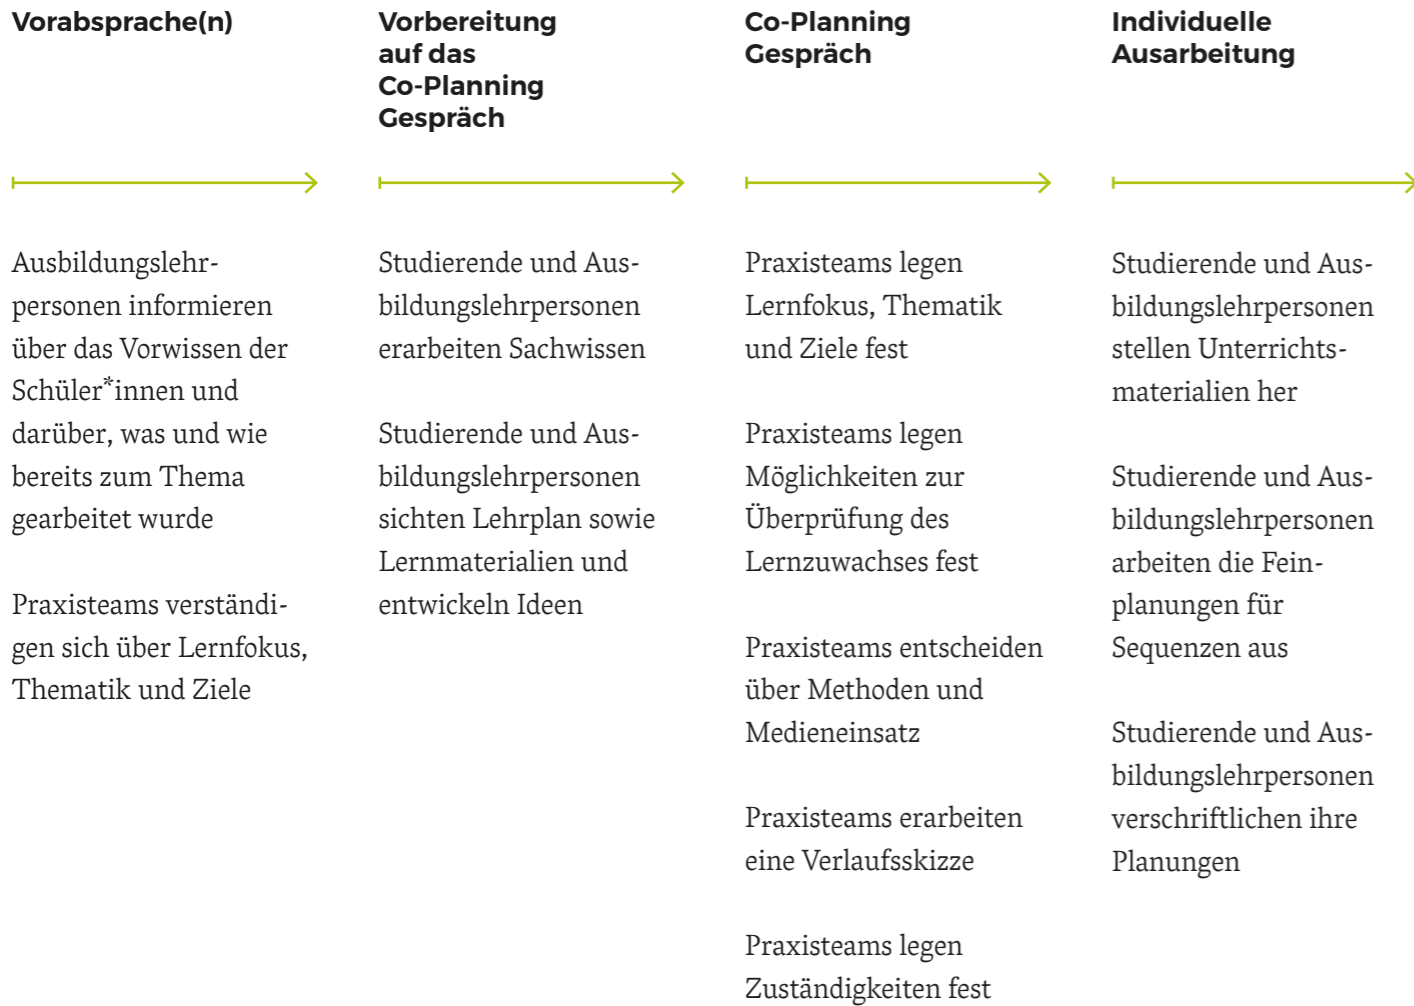 Vorabsprache(n)
Vorbereitung
auf das
Co-Planning
Gespräch
Co-Planning
Gespräch
Individuelle
Ausarbeitung
Ausbildungslehr-
personen informieren
über das Vorwissen der
Schüler*innen und
darüber, was und wie
bereits zum Thema
gearbeitet wurde
Praxisteams verständi-
gen sich über Lernfokus,
Thematik und Ziele
Studierende und Aus-
bildungslehrpersonen
erarbeiten Sachwissen
Studierende und Aus-
bildungslehrpersonen
sichten Lehrplan sowie
Lernmaterialien und
entwickeln Ideen
Praxisteams legen
Lernfokus, Thematik
und Ziele fest
Praxisteams legen
Möglichkeiten zur
Überprüfung des
Lernzuwachses fest
Praxisteams entscheiden
über Methoden und
Medieneinsatz
Praxisteams erarbeiten
eine Verlaufsskizze
Praxisteams legen
Zuständigkeiten fest
Studierende und Aus-
bildungslehrpersonen
stellen Unterrichts-
materialien her
Studierende und Aus-
bildungslehrpersonen
arbeiten die Fein-
planungen für
Sequenzen aus
Studierende und Aus-
bildungslehrpersonen
verschriftlichen ihre
Planungen